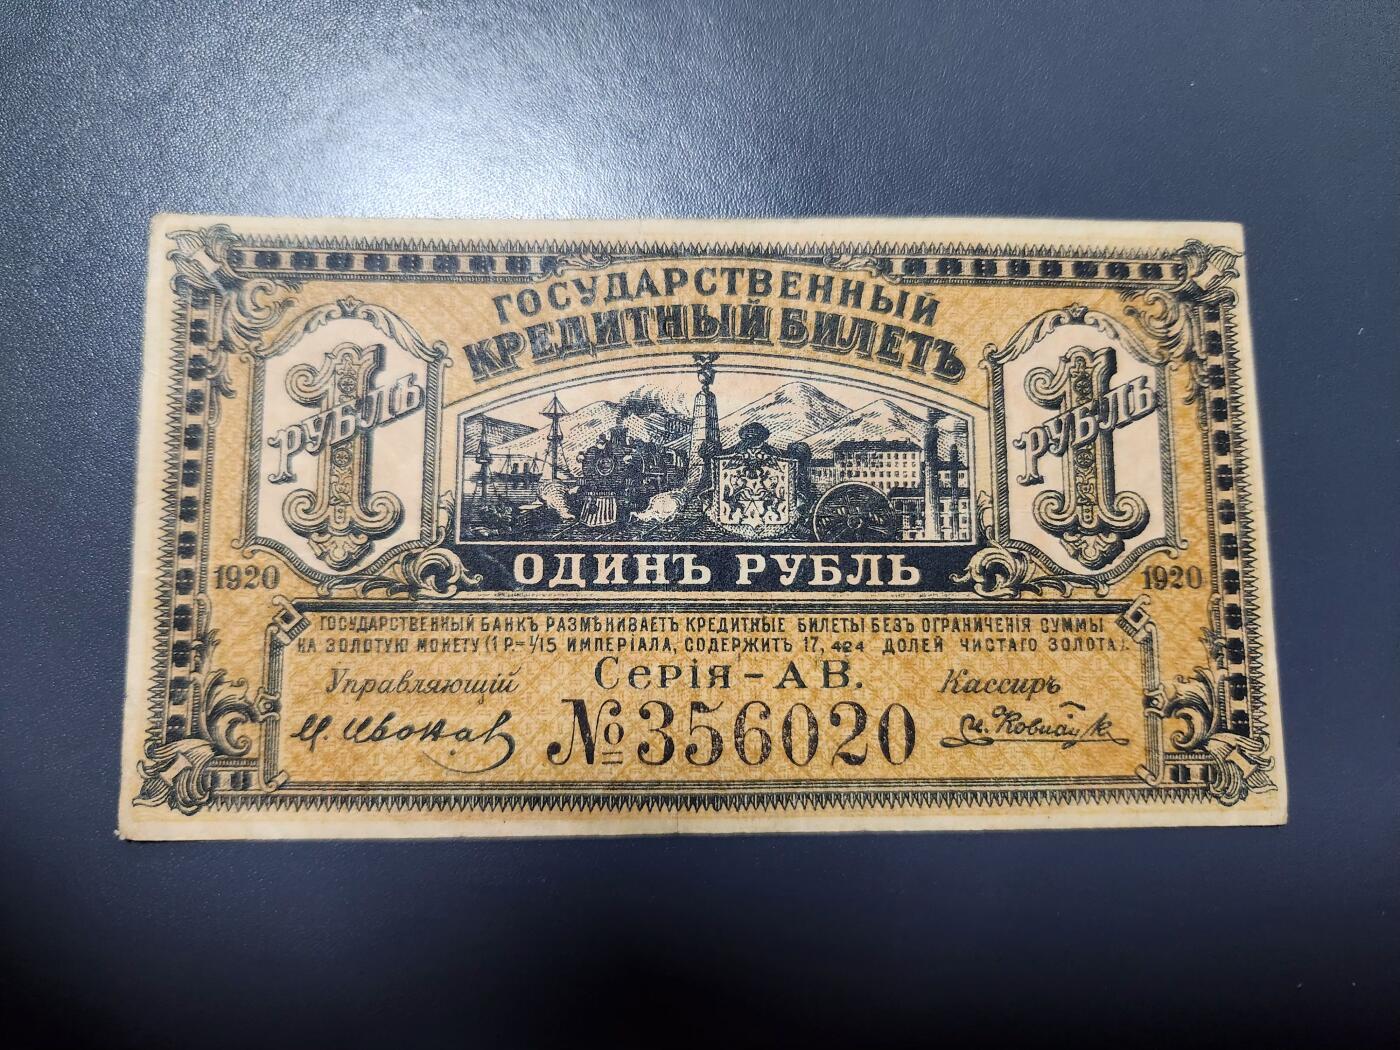 ГОСУДАРСТВЕННЫЙ
КРЕДИТНЫЙ БИЛЕТЪ
1 РУБЛЬ
1 РУБЛЬ
ОДИНЪ РУБЛЬ
1920
1920
ГОСУДАРСТВЕННЫЙ БАНКЪ РАЗМѢНИВАЕТЪ КРЕДИТНЫЕ БИЛЕТЫ БЕЗЪ ОГРАНИЧЕНІЯ СУММЫ
НА ЗОЛОТУЮ МОНЕТУ (1 Р.= 1/15 ИМПЕРІАЛА, СОДЕРЖИТЪ 17, 424 ДОЛЕЙ ЧИСТАГО ЗОЛОТА).
Управляющій
Серія - АВ.
Кассиръ
№ 356020